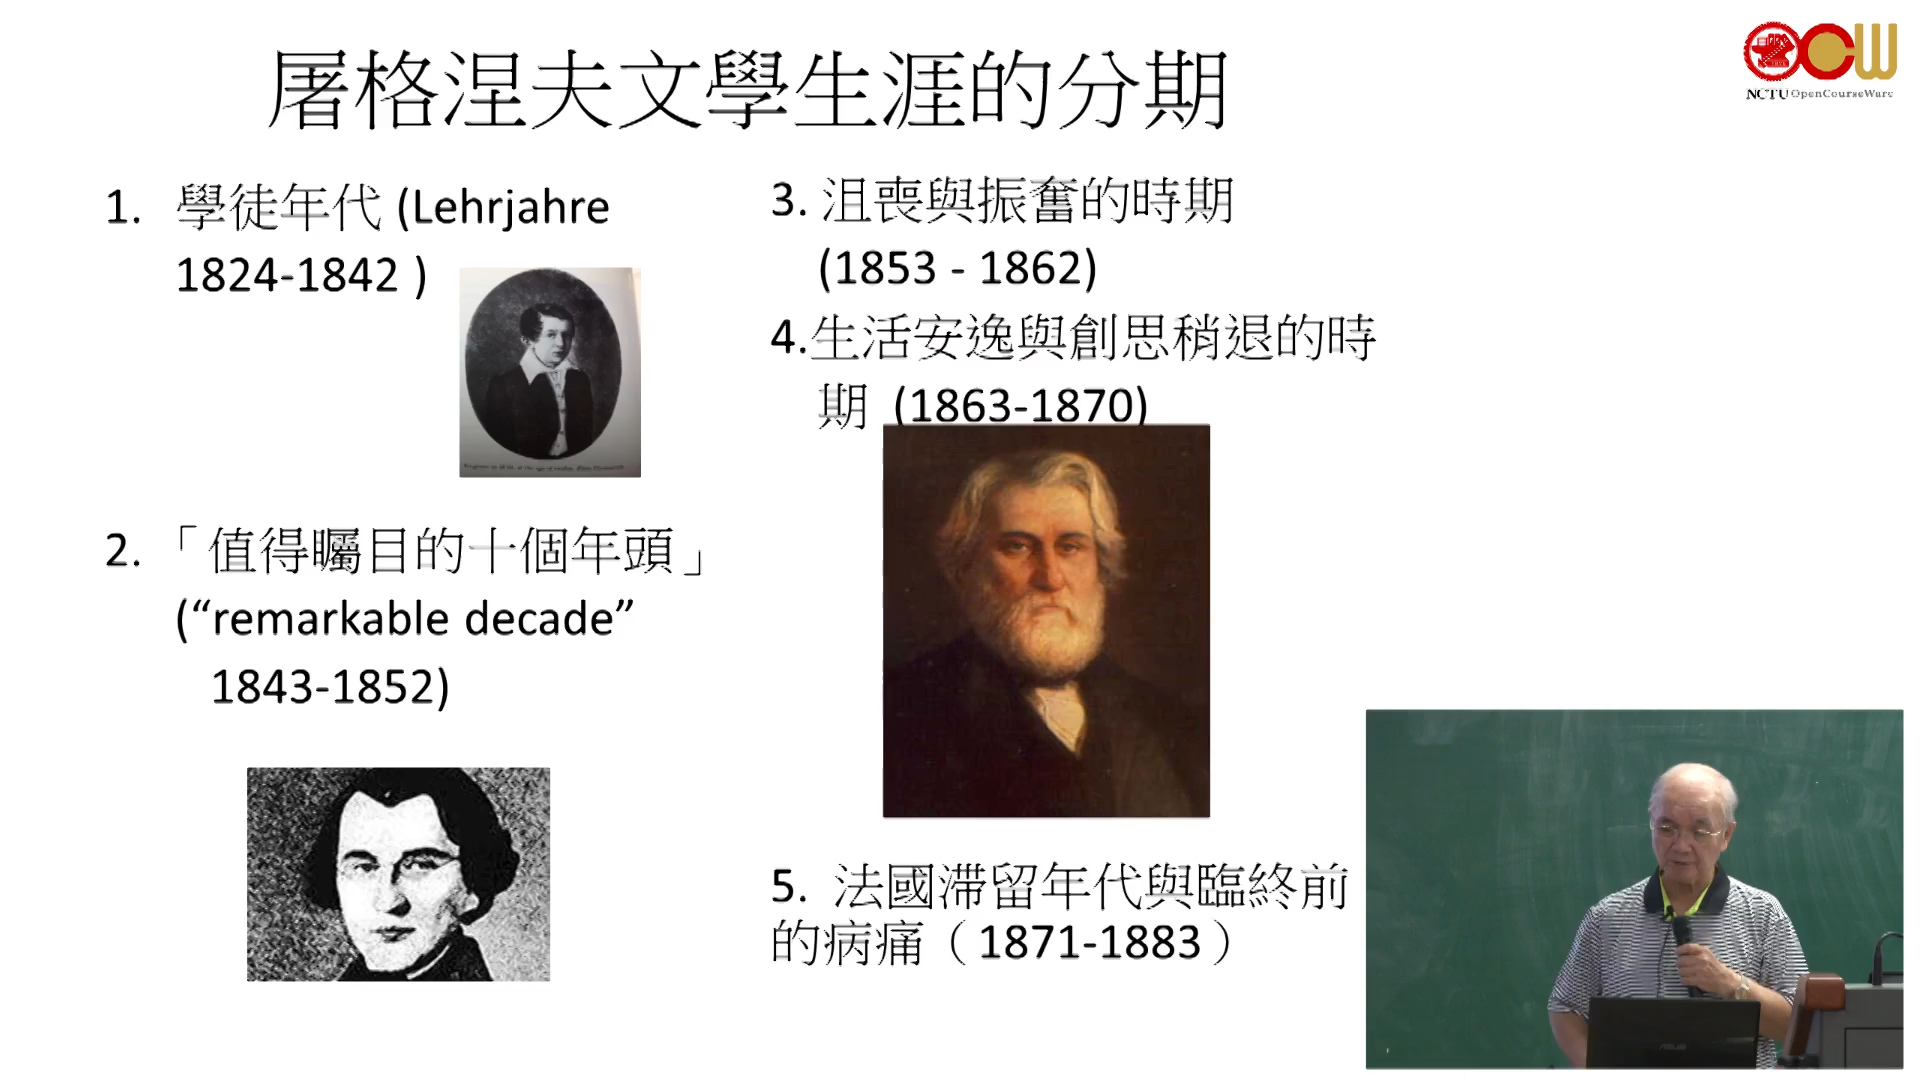 屠格涅夫文學生涯的分期
NCTU OpenCourseWare
1. 學徒年代 (Lehrjahre
1824-1842 )
2. 「值得矚目的十個年頭」
(“remarkable decade”
1843-1852)
3. 沮喪與振奮的時期
(1853 - 1862)
4.生活安逸與創思稍退的時
期 (1863-1870)
5. 法國滯留年代與臨終前
的病痛（1871-1883）
ASUS